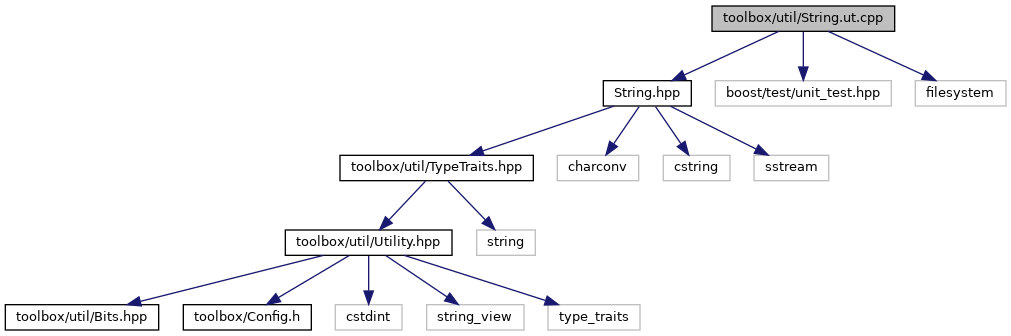 toolbox/util/String.ut.cpp
String.hpp
boost/test/unit_test.hpp
filesystem
toolbox/util/TypeTraits.hpp
charconv
cstring
sstream
toolbox/util/Utility.hpp
string
toolbox/util/Bits.hpp
toolbox/Config.h
cstdint
string_view
type_traits